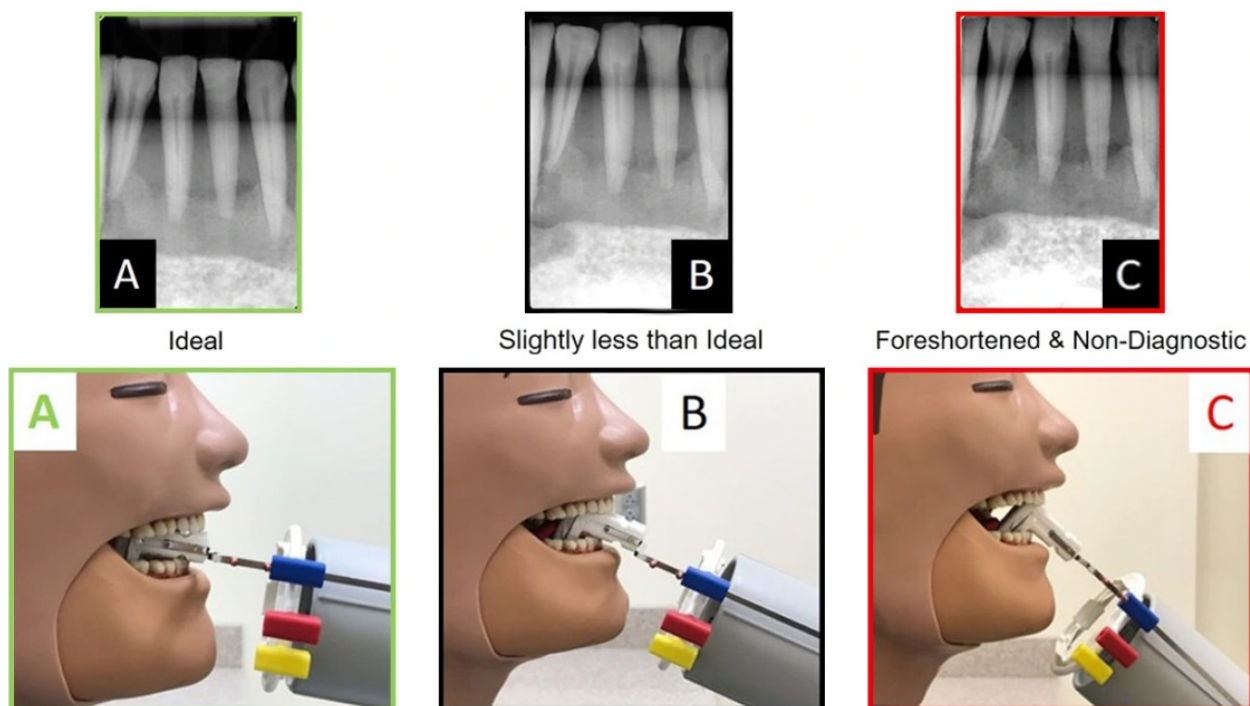 A
B
C
Ideal
Slightly less than Ideal
Foreshortened & Non-Diagnostic
A
B
C